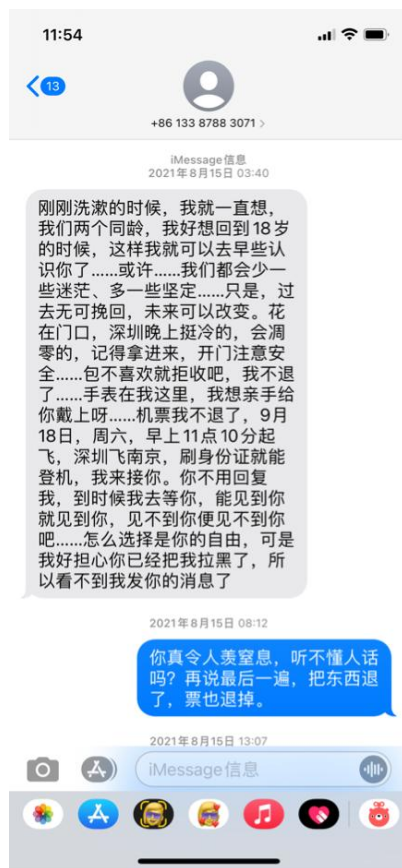 11:54
13
+86 133 8788 3071 >
iMessage信息
2021年8月15日 03:40
刚刚洗漱的时候，我就一直想，
我们两个同龄，我好想回到18岁
的时候，这样我就可以去早些认
识你了……或许……我们都会少一
些迷茫、多一些坚定……只是，过
去无可挽回，未来可以改变。花
在门口，深圳晚上挺冷的，会凋
零的，记得拿进来，开门注意安
全……包不喜欢就拒收吧，我不退
了……手表在我这里，我想亲手给
你戴上呀……机票我不退了，9月
18日，周六，早上11点10分起
飞，深圳飞南京，刷身份证就能
登机，我来接你。你不用回复
我，到时候我去等你，能见到你
就见到你，见不到你便见不到你
吧……怎么选择是你的自由，可是
我好担心你已经把我拉黑了，所
以看不到我发你的消息了
2021年8月15日 08:12
你真令人羡窒息，听不懂人话
吗？再说最后一遍，把东西退
了，票也退掉。
2021年8月15日 13:07
iMessage信息